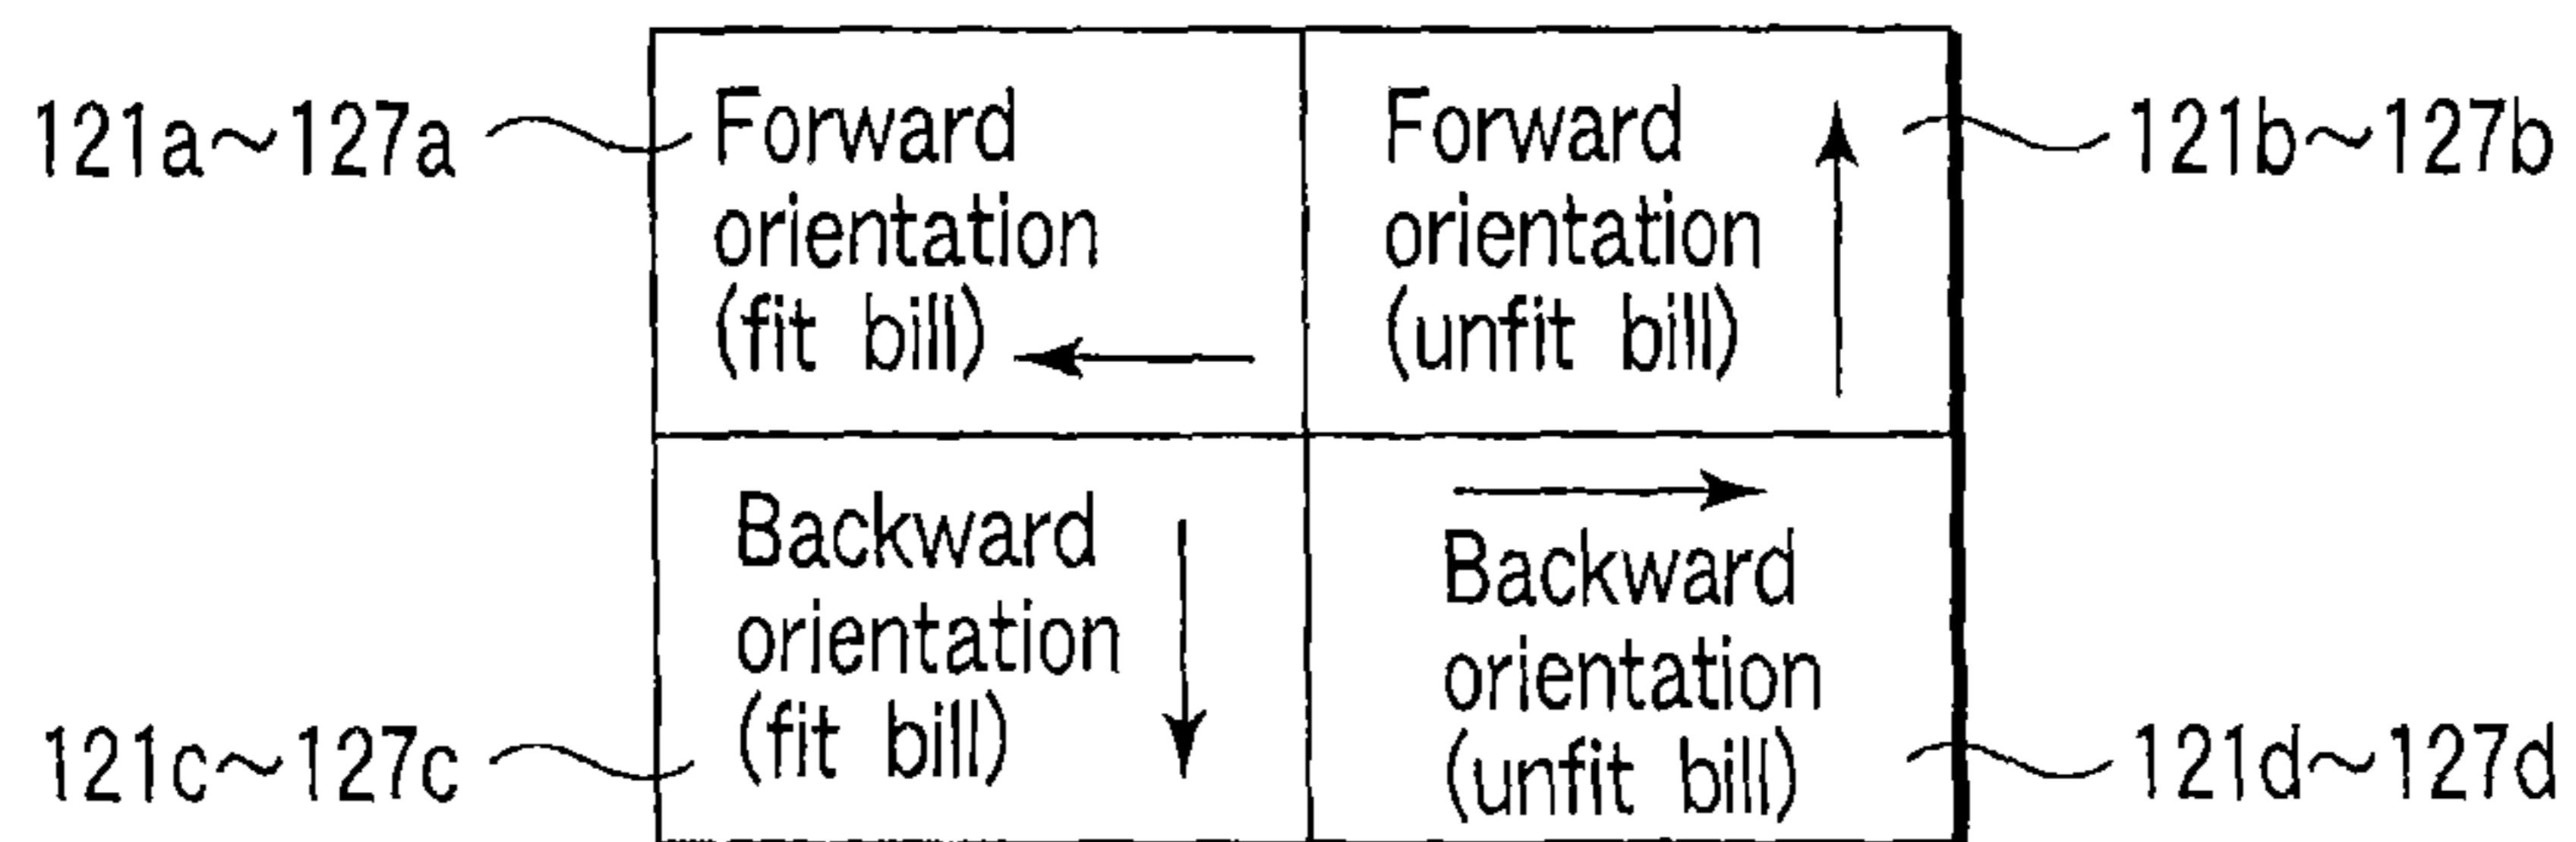 121a~127a
Forward
orientation
(fit bill)
Forward
orientation
(unfit bill)
121b~127b
121c~127c
Backward
orientation
(fit bill)
Backward
orientation
(unfit bill)
121d~127d